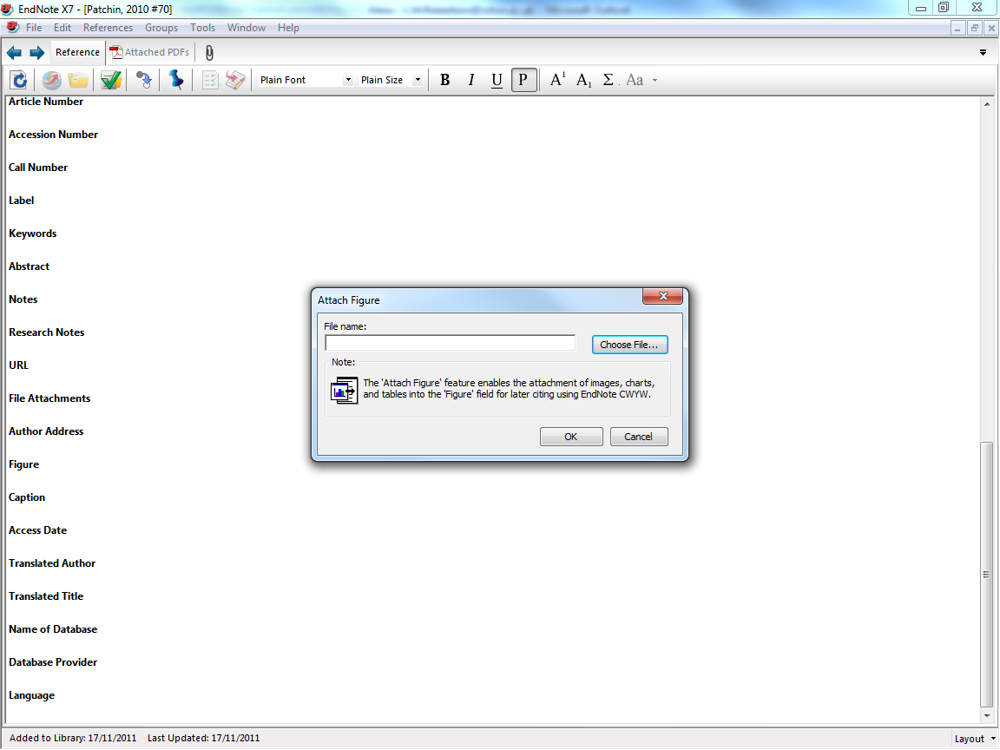 EndNote X7 - [Patchin, 2010 #70]
File Edit References Groups Tools Window Help
Reference Attached PDFs
Plain Font Plain Size B I U P A1 A1 Σ Aa
Article Number
Accession Number
Call Number
Label
Keywords
Abstract
Notes
Research Notes
URL
File Attachments
Author Address
Figure
Caption
Access Date
Translated Author
Translated Title
Name of Database
Database Provider
Language
Attach Figure
File name:
Choose File...
Note:
The 'Attach Figure' feature enables the attachment of images, charts,
and tables into the 'Figure' field for later citing using EndNote CWYW.
OK Cancel
Added to Library: 17/11/2011 Last Updated: 17/11/2011
Layout